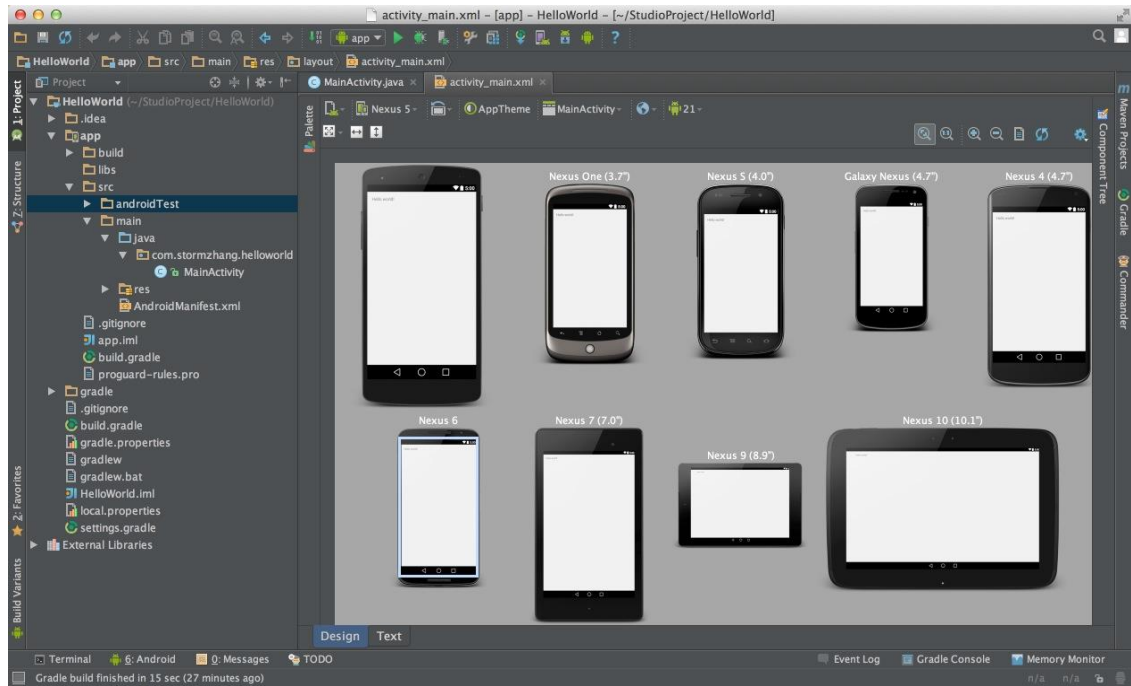 activity_main.xml – [app] – HelloWorld – [~/StudioProject/HelloWorld]
app
?
HelloWorld app src main res layout activity_main.xml
1: Project
Z: Structure
2: Favorites
Build Variants
Project
HelloWorld (~/StudioProject/HelloWorld)
.idea
app
build
libs
src
androidTest
main
java
com.stormzhang.helloworld
MainActivity
res
AndroidManifest.xml
.gitignore
app.iml
build.gradle
proguard-rules.pro
gradle
.gitignore
build.gradle
gradle.properties
gradlew
gradlew.bat
HelloWorld.iml
local.properties
settings.gradle
External Libraries
MainActivity.java activity_main.xml
Palette
Nexus 5 AppTheme MainActivity 21
Nexus One (3.7") Nexus S (4.0") Galaxy Nexus (4.7") Nexus 4 (4.7")
5:00
Hello world!
Nexus 6 Nexus 7 (7.0") Nexus 9 (8.9") Nexus 10 (10.1")
Design Text
Component Tree
Maven Projects
Gradle
Commander
Terminal 6: Android 0: Messages TODO Event Log Gradle Console Memory Monitor
Gradle build finished in 15 sec (27 minutes ago) n/a n/a